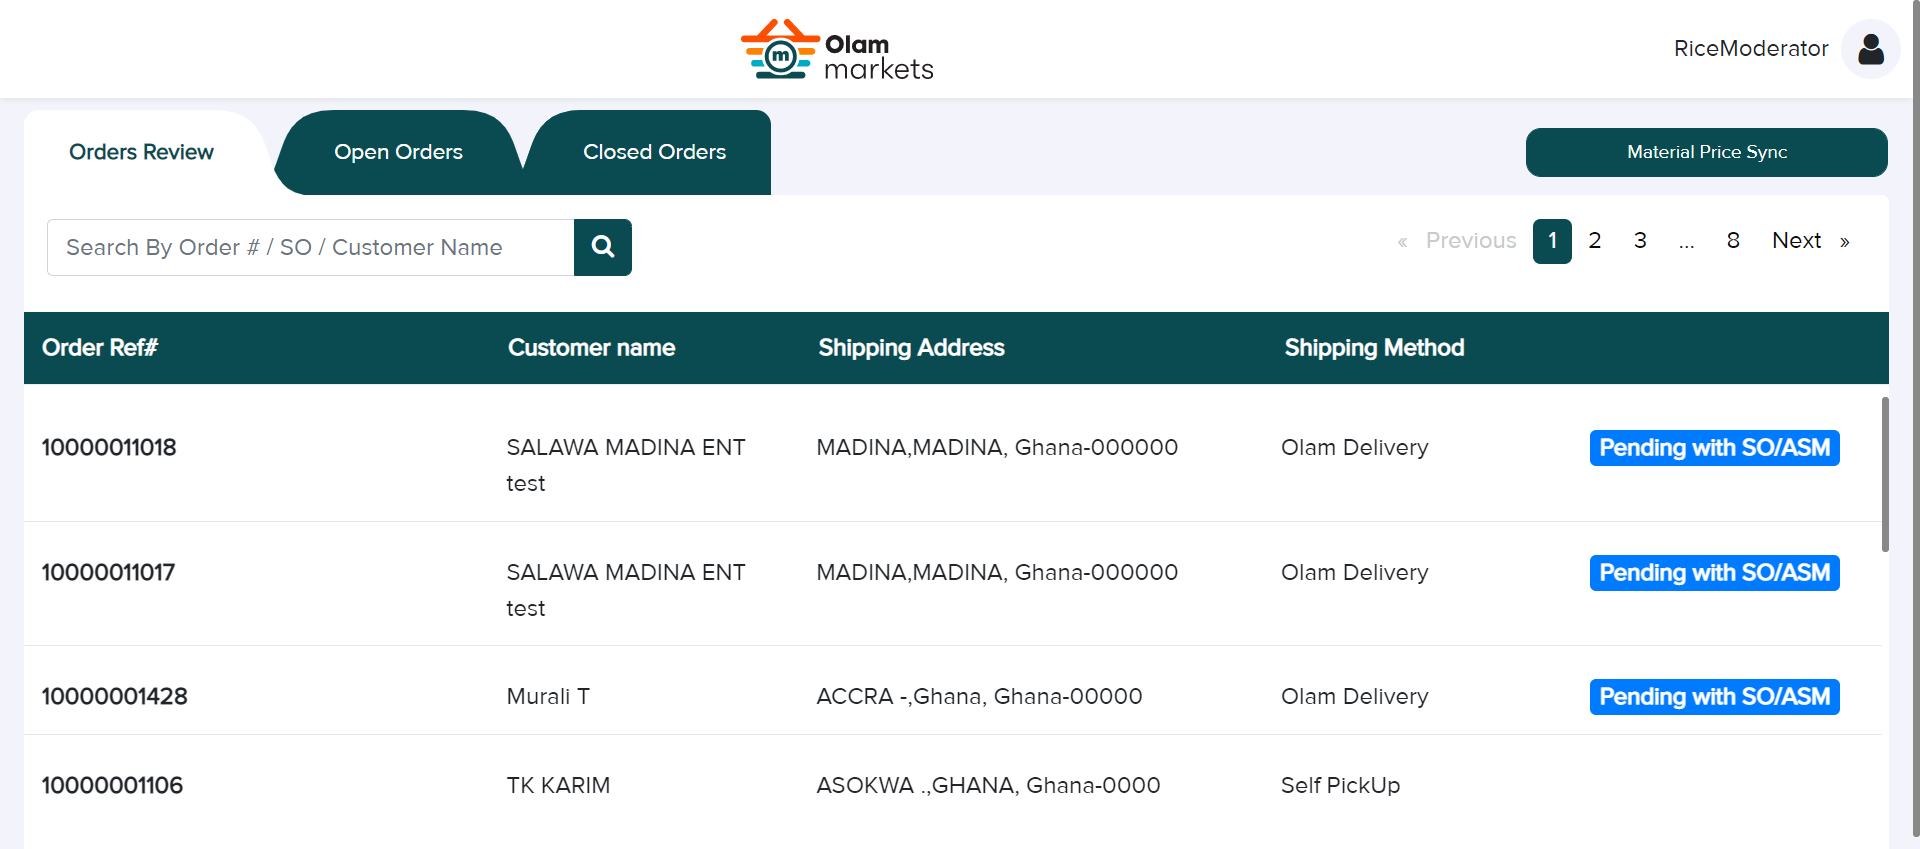 m
Olam
markets
RiceModerator
Orders Review
Open Orders
Closed Orders
Material Price Sync
Search By Order # / SO / Customer Name
« Previous 1 2 3 ... 8 Next »
Order Ref# Customer name Shipping Address Shipping Method
10000011018 SALAWA MADINA ENT MADINA,MADINA, Ghana-000000 Olam Delivery Pending with SO/ASM
test
10000011017 SALAWA MADINA ENT MADINA,MADINA, Ghana-000000 Olam Delivery Pending with SO/ASM
test
10000001428 Murali T ACCRA -,Ghana, Ghana-00000 Olam Delivery Pending with SO/ASM
10000001106 TK KARIM ASOKWA .,GHANA, Ghana-0000 Self PickUp